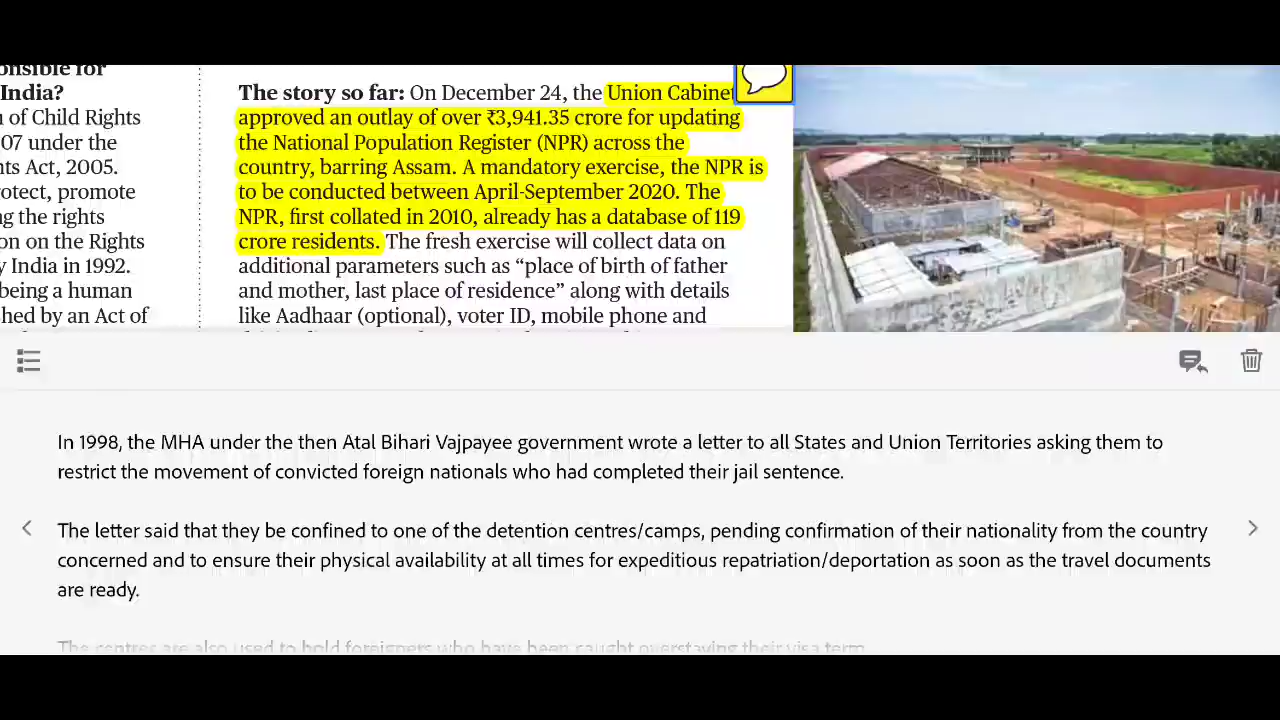 onsible for
India?
n of Child Rights
07 under the
nts Act, 2005.
otect, promote
ng the rights
on on the Rights
y India in 1992.
being a human
shed by an Act of
The story so far: On December 24, the Union Cabinet
approved an outlay of over ₹3,941.35 crore for updating
the National Population Register (NPR) across the
country, barring Assam. A mandatory exercise, the NPR is
to be conducted between April-September 2020. The
NPR, first collated in 2010, already has a database of 119
crore residents. The fresh exercise will collect data on
additional parameters such as “place of birth of father
and mother, last place of residence” along with details
like Aadhaar (optional), voter ID, mobile phone and
In 1998, the MHA under the then Atal Bihari Vajpayee government wrote a letter to all States and Union Territories asking them to
restrict the movement of convicted foreign nationals who had completed their jail sentence.
The letter said that they be confined to one of the detention centres/camps, pending confirmation of their nationality from the country
concerned and to ensure their physical availability at all times for expeditious repatriation/deportation as soon as the travel documents
are ready.
The centres are also used to hold foreigners who have been caught overstaying their visa term